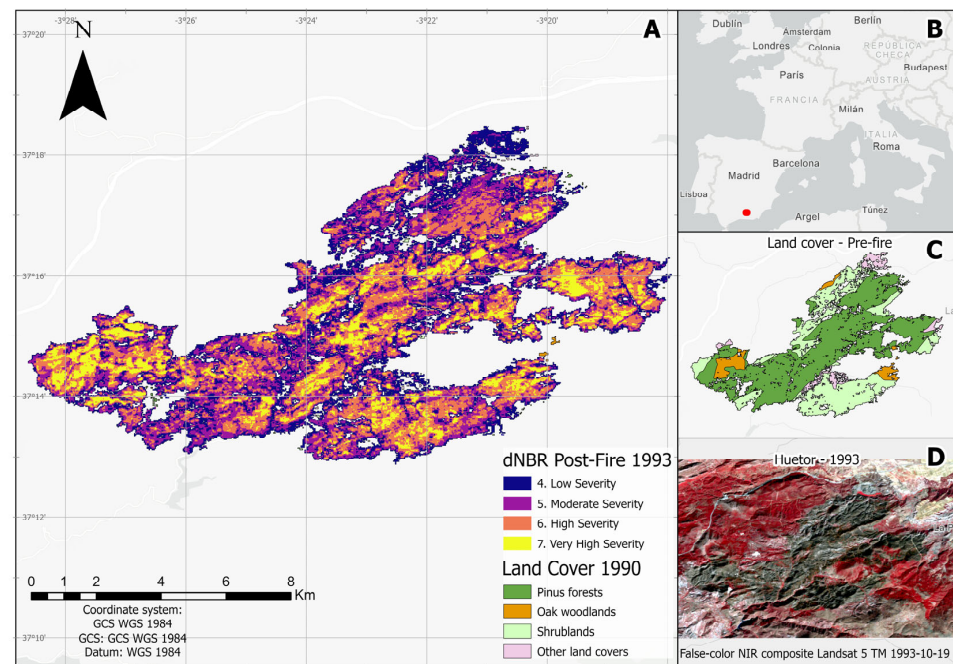 -3°28'
-3°26'
-3°24'
-3°22'
-3°20'
37°20'
37°18'
37°16'
37°14'
37°12'
37°10'
N
A
dNBR Post-Fire 1993
4. Low Severity
5. Moderate Severity
6. High Severity
7. Very High Severity
Land Cover 1990
Pinus forests
Oak woodlands
Shrublands
Other land covers
0 1 2 4 6 8
Km
Coordinate system:
GCS WGS 1984
GCS: GCS WGS 1984
Datum: WGS 1984
B
Dublín
Berlín
Amsterdam
Londres
Colonia
REPÚBLICA
CHECA
París
Budapest
AUSTRIA
FRANCIA
Milán
ITALIA
Roma
Barcelona
Madrid
Lisboa
Argel
Túnez
Land cover - Pre-fire
C
La
Huetor - 1993
D
False-color NIR composite Landsat 5 TM 1993-10-19